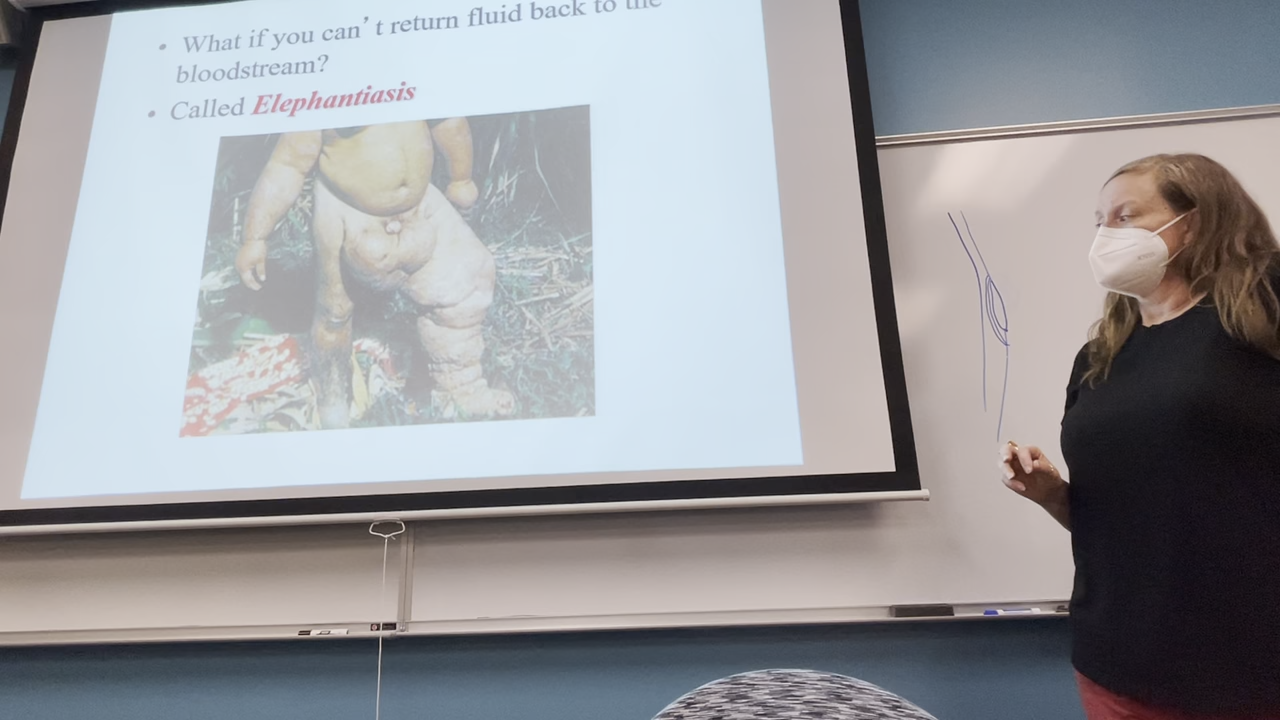 • What if you can't return fluid back to the
bloodstream?
• Called Elephantiasis